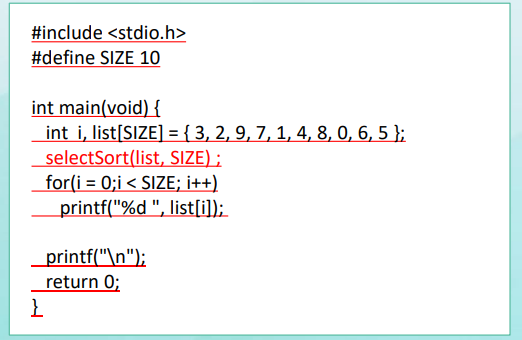 #include <stdio.h>
#define SIZE 10
int main(void) {
int i, list[SIZE] = { 3, 2, 9, 7, 1, 4, 8, 0, 6, 5 };
selectSort(list, SIZE) ;
for(i = 0;i < SIZE; i++)
printf("%d ", list[i]);
printf("\n");
return 0;
}